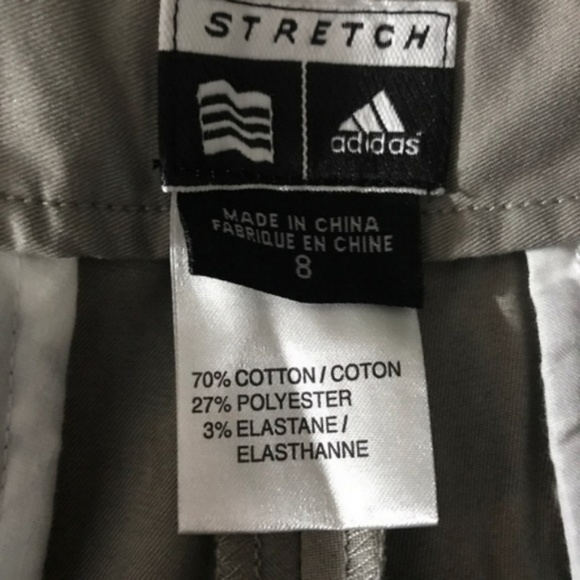 STRETCH
adidas
MADE IN CHINA
FABRIQUE EN CHINE
8
70% COTTON / COTON
27% POLYESTER
3% ELASTANE /
ELASTHANNE